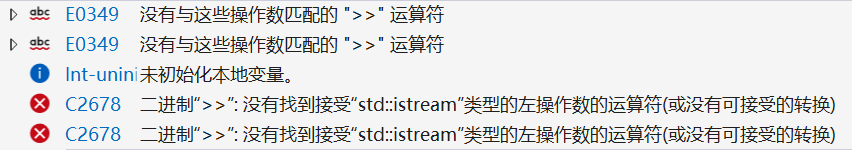 abc E0349 没有与这些操作数匹配的 ">>" 运算符
abc E0349 没有与这些操作数匹配的 ">>" 运算符
Int-unini 未初始化本地变量。
C2678 二进制“>>”: 没有找到接受“std::istream”类型的左操作数的运算符(或没有可接受的转换)
C2678 二进制“>>”: 没有找到接受“std::istream”类型的左操作数的运算符(或没有可接受的转换)